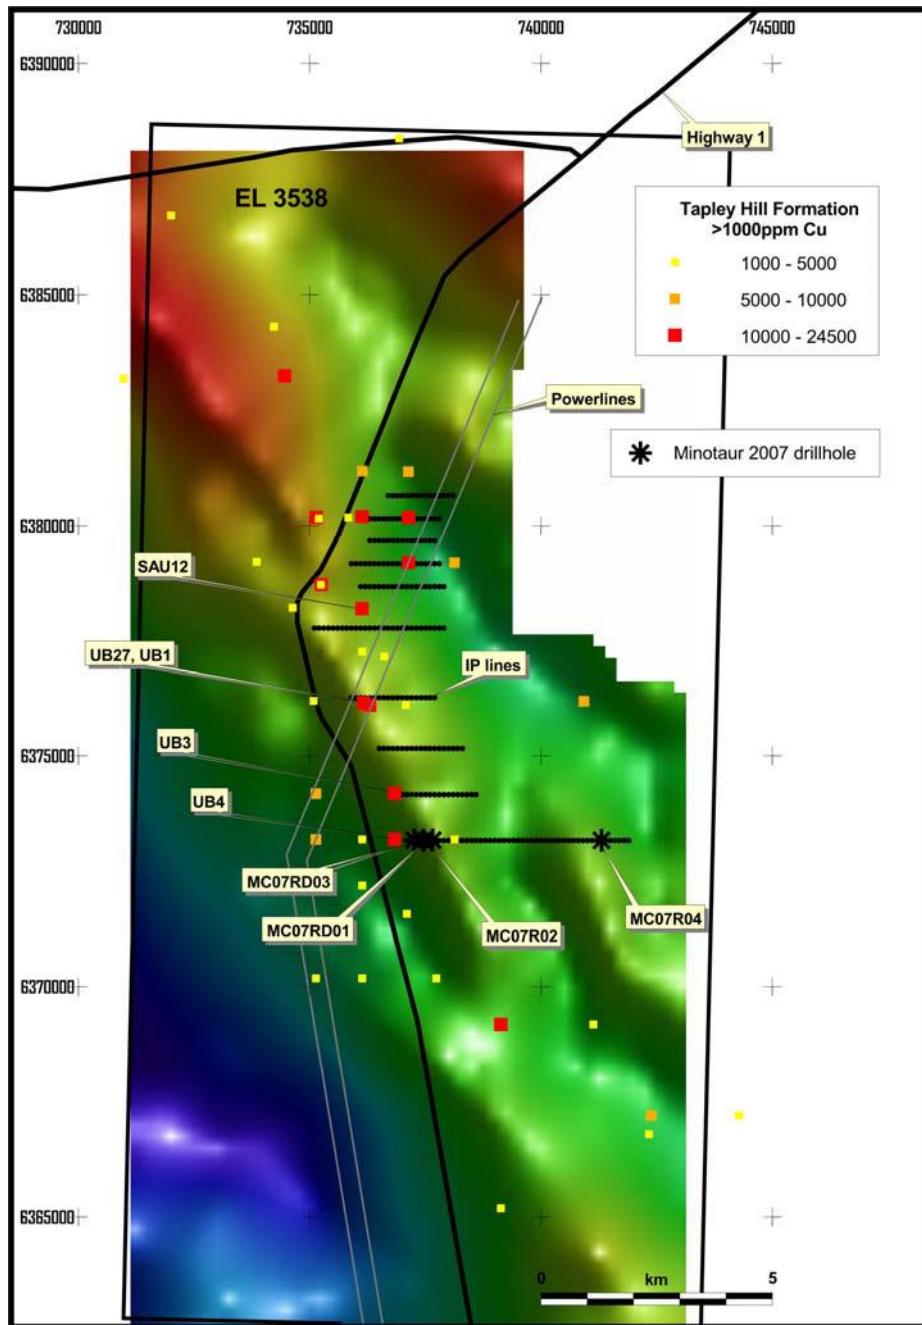 730000 735000 740000 745000
6390000
Highway 1
EL 3538
Tapley Hill Formation
>1000ppm Cu
1000 - 5000
5000 - 10000
10000 - 24500
6385000
Powerlines
Minotaur 2007 drillhole
6380000
SAU12
UB27, UB1
IP lines
6375000
UB3
UB4
MC07RD03
MC07RD01
MC07R02
MC07R04
6370000
6365000
0 km 5